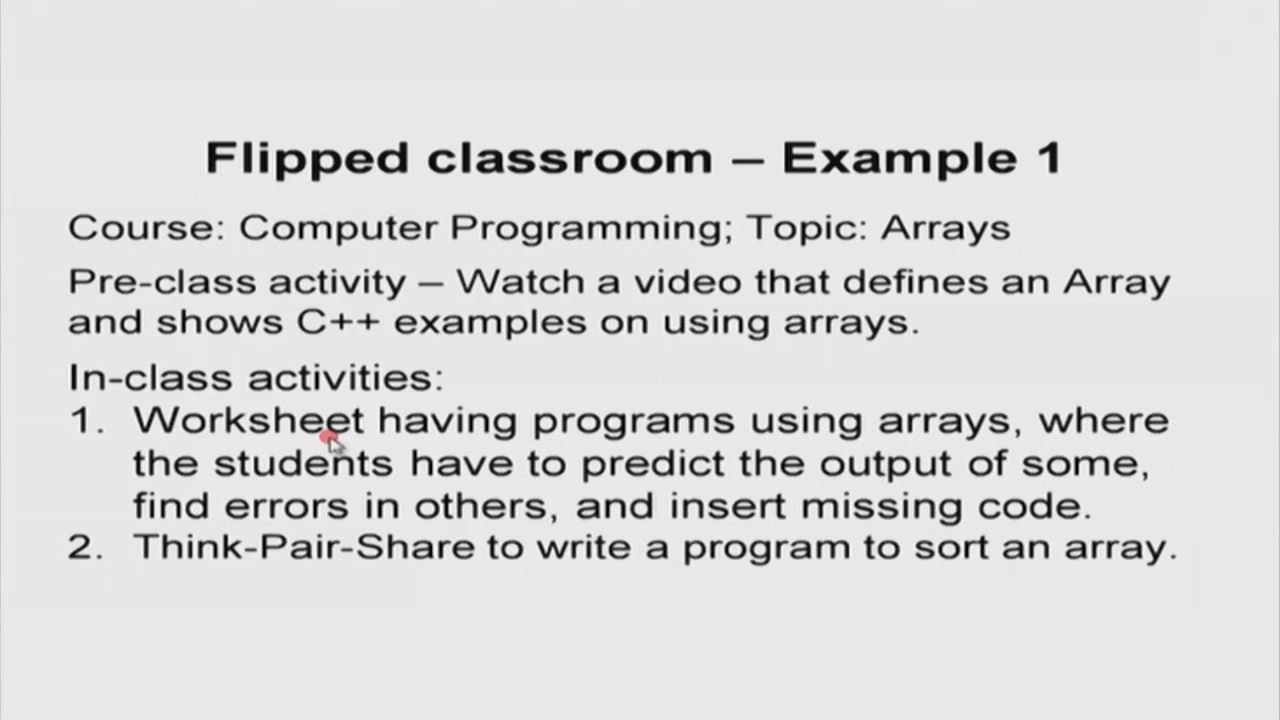 Flipped classroom – Example 1
Course: Computer Programming; Topic: Arrays
Pre-class activity – Watch a video that defines an Array
and shows C++ examples on using arrays.
In-class activities:
1. Worksheet having programs using arrays, where
the students have to predict the output of some,
find errors in others, and insert missing code.
2. Think-Pair-Share to write a program to sort an array.